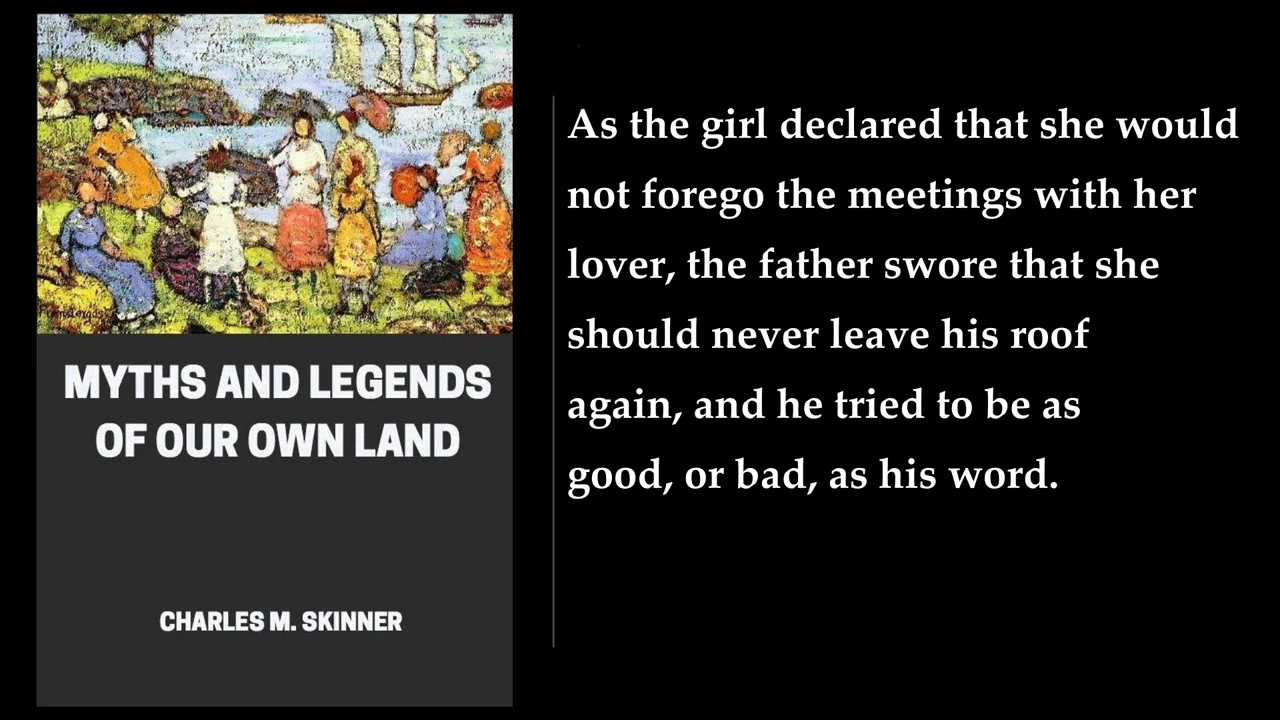 MYTHS AND LEGENDS
OF OUR OWN LAND
CHARLES M. SKINNER
As the girl declared that she would
not forego the meetings with her
lover, the father swore that she
should never leave his roof
again, and he tried to be as
good, or bad, as his word.